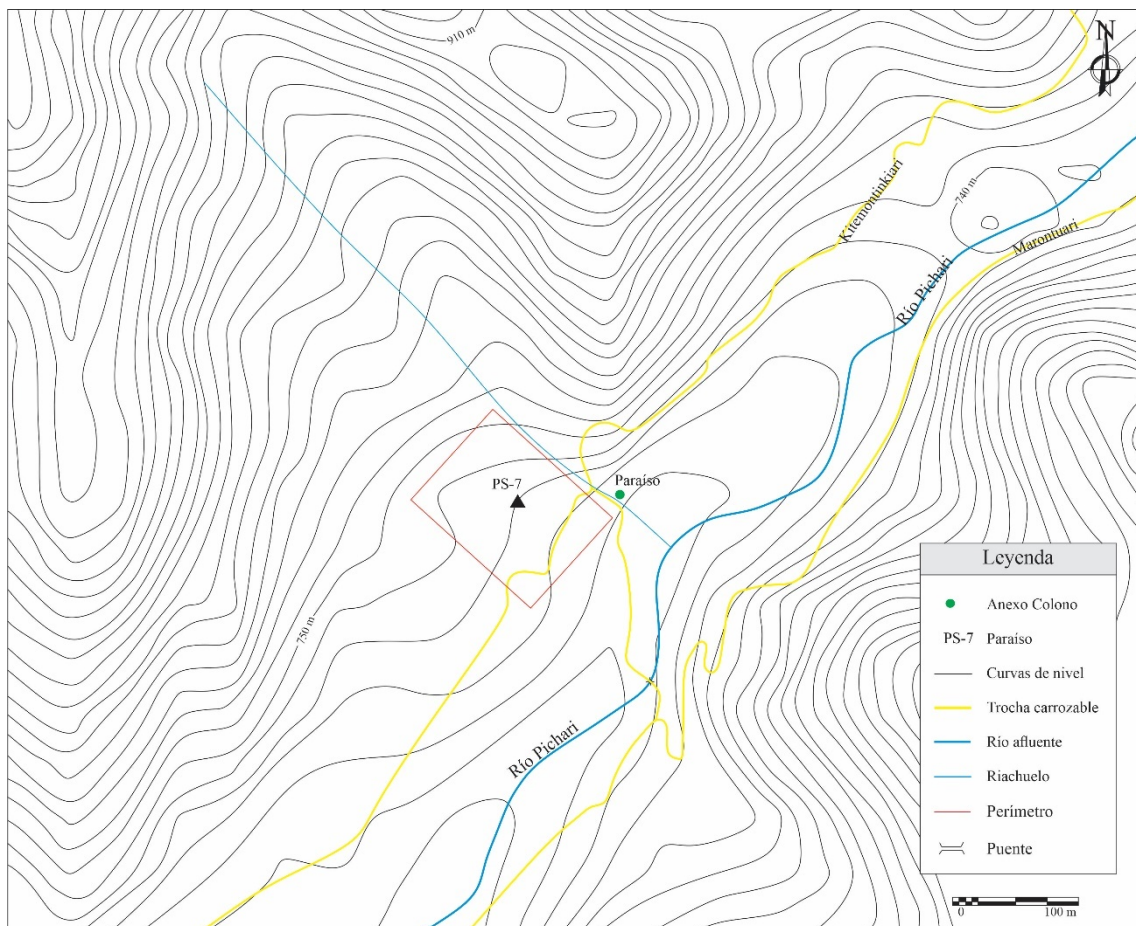 910 m
N
Kitemontinkiari
740 m
Marontuari
Río Pichari
PS-7
Paraíso
750 m
Río Pichari
Leyenda
Anexo Colono
PS-7 Paraíso
Curvas de nivel
Trocha carrozable
Río afluente
Riachuelo
Perímetro
Puente
0 100 m